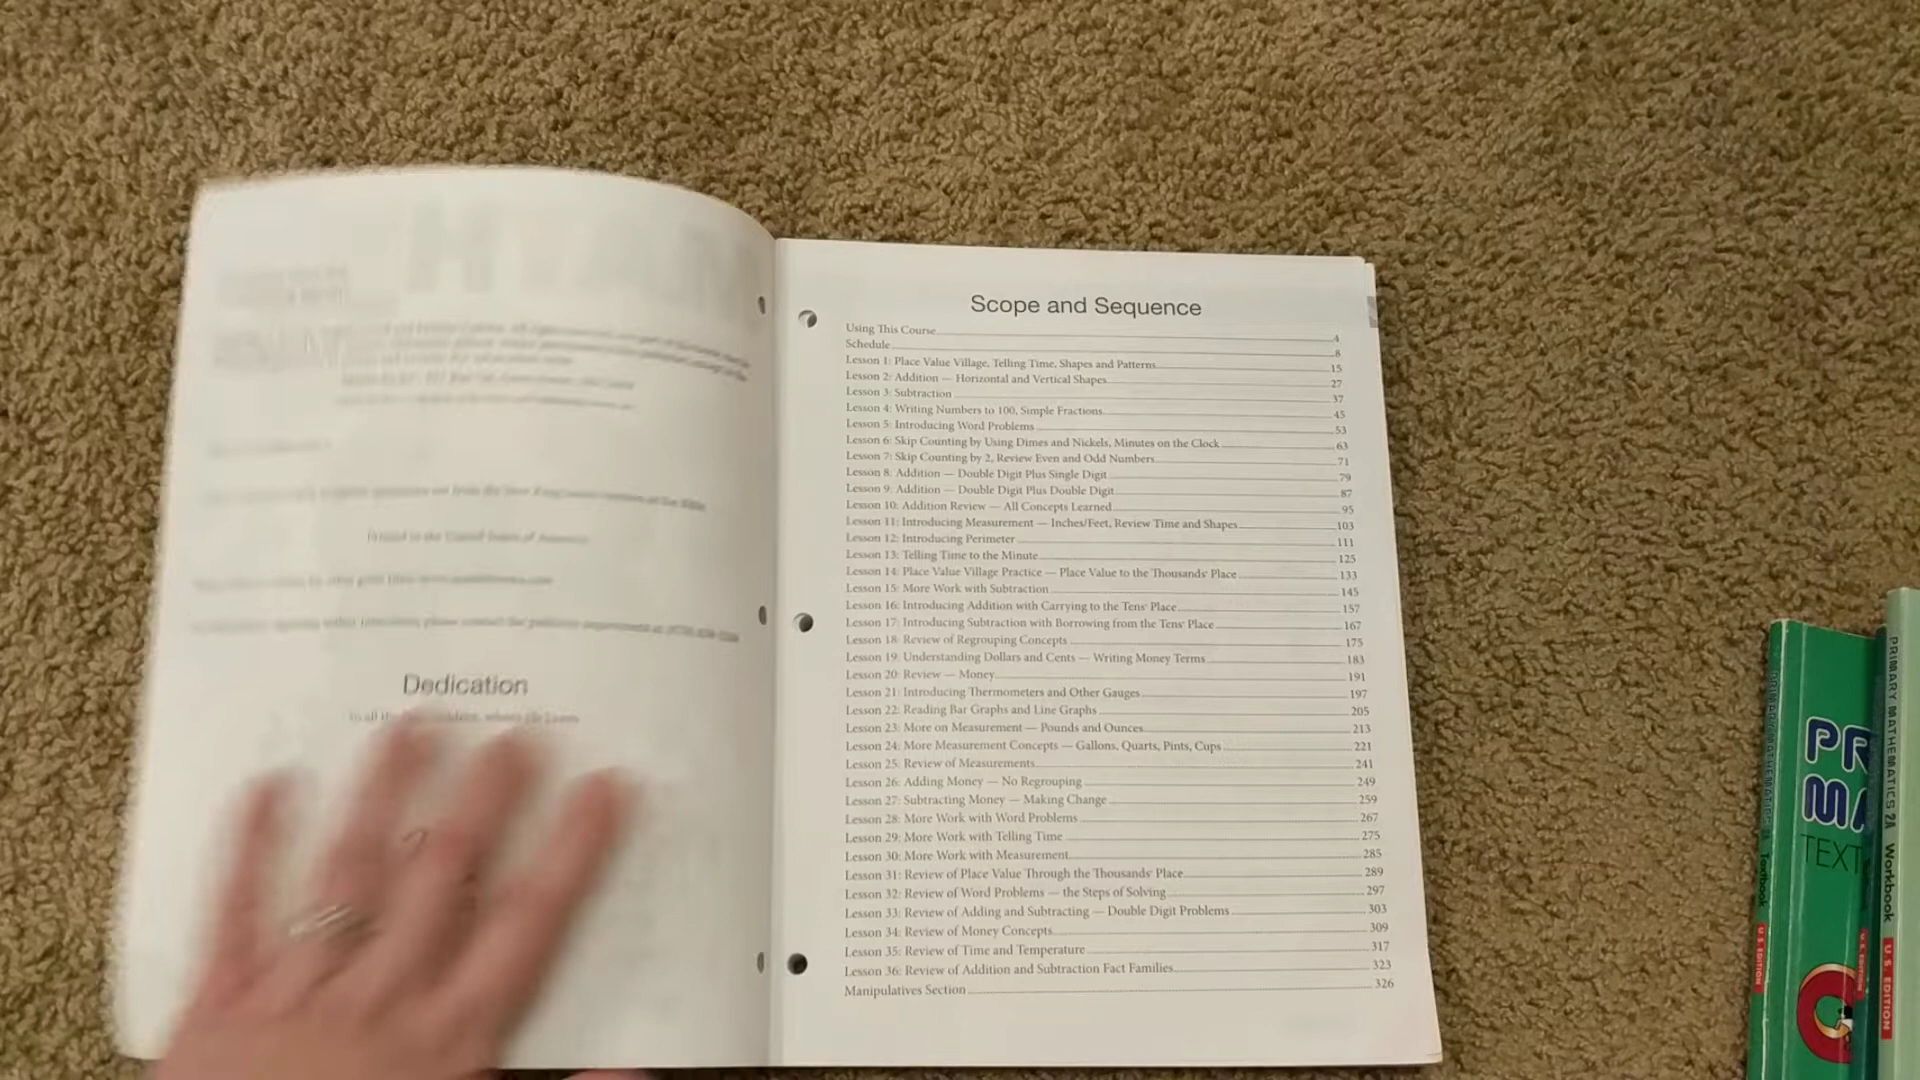 Dedication
Scope and Sequence
Using This Course 4
Schedule 8
Lesson 1: Place Value Village, Telling Time, Shapes and Patterns 15
Lesson 2: Addition — Horizontal and Vertical Shapes 27
Lesson 3: Subtraction 37
Lesson 4: Writing Numbers to 100, Simple Fractions 45
Lesson 5: Introducing Word Problems 53
Lesson 6: Skip Counting by Using Dimes and Nickels, Minutes on the Clock 63
Lesson 7: Skip Counting by 2, Review Even and Odd Numbers 71
Lesson 8: Addition — Double Digit Plus Single Digit 79
Lesson 9: Addition — Double Digit Plus Double Digit 87
Lesson 10: Addition Review — All Concepts Learned 95
Lesson 11: Introducing Measurement — Inches/Feet, Review Time and Shapes 103
Lesson 12: Introducing Perimeter 111
Lesson 13: Telling Time to the Minute 125
Lesson 14: Place Value Village Practice — Place Value to the Thousands' Place 133
Lesson 15: More Work with Subtraction 145
Lesson 16: Introducing Addition with Carrying to the Tens' Place 157
Lesson 17: Introducing Subtraction with Borrowing from the Tens' Place 167
Lesson 18: Review of Regrouping Concepts 175
Lesson 19: Understanding Dollars and Cents — Writing Money Terms 183
Lesson 20: Review — Money 191
Lesson 21: Introducing Thermometers and Other Gauges 197
Lesson 22: Reading Bar Graphs and Line Graphs 205
Lesson 23: More on Measurement — Pounds and Ounces 213
Lesson 24: More Measurement Concepts — Gallons, Quarts, Pints, Cups 221
Lesson 25: Review of Measurements 241
Lesson 26: Adding Money — No Regrouping 249
Lesson 27: Subtracting Money — Making Change 259
Lesson 28: More Work with Word Problems 267
Lesson 29: More Work with Telling Time 275
Lesson 30: More Work with Measurement 285
Lesson 31: Review of Place Value Through the Thousands' Place 289
Lesson 32: Review of Word Problems — the Steps of Solving 297
Lesson 33: Review of Adding and Subtracting — Double Digit Problems 303
Lesson 34: Review of Money Concepts 309
Lesson 35: Review of Time and Temperature 317
Lesson 36: Review of Addition and Subtraction Fact Families 323
Manipulatives Section 326
Textbook U.S. EDITION
PR
MA
TEXT
PRIMARY MATHEMATICS 2A Workbook U.S. EDITION